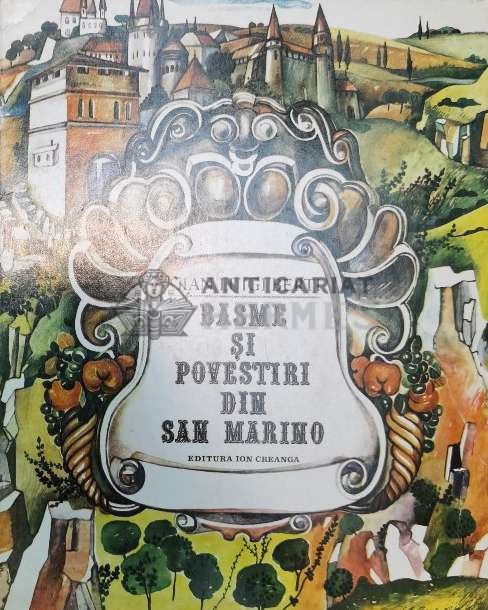 ANTICARIAT
BASME
ȘI
POVESTIRI
DIN
SAN MARINO
EDITURA ION CREANGA